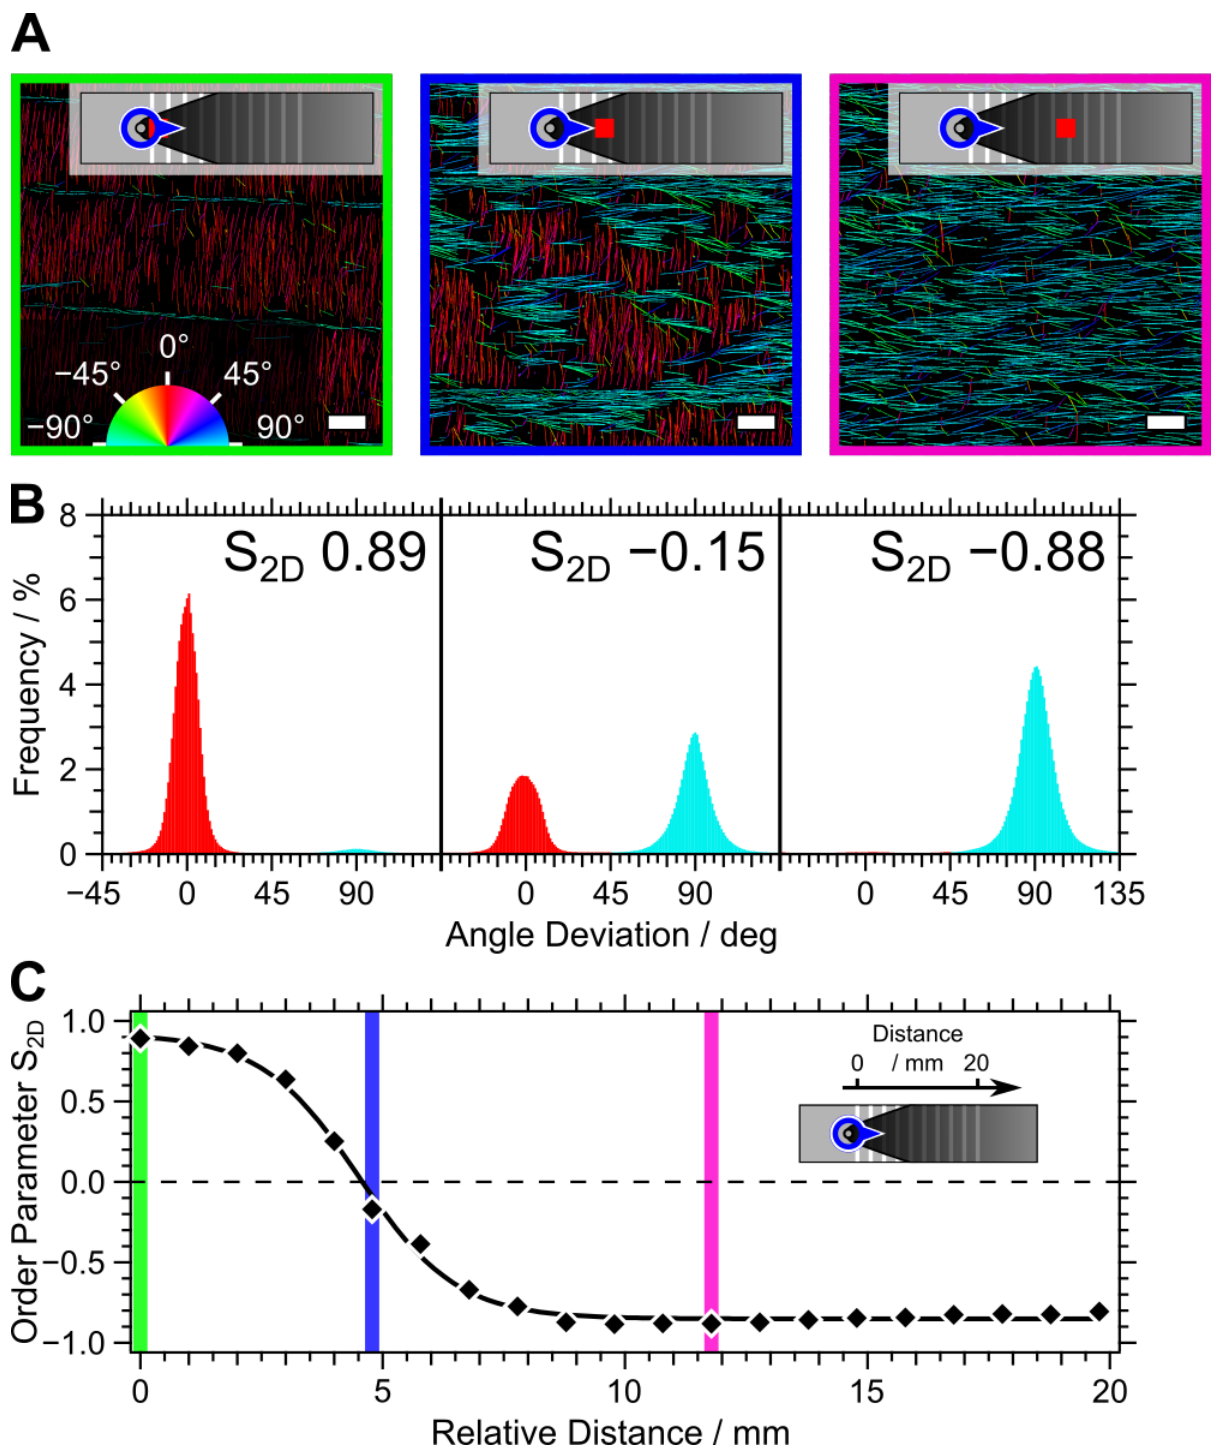 A
0°
−45° 45°
−90° 90°
B
S2D 0.89 S2D −0.15 S2D −0.88
8
6
4
2
0
Frequency / %
−45 0 45 90 0 45 90 0 45 90 135
Angle Deviation / deg
C
1.0
0.5
0.0
−0.5
−1.0
Order Parameter S2D
Distance
0 / mm 20
0 5 10 15 20
Relative Distance / mm